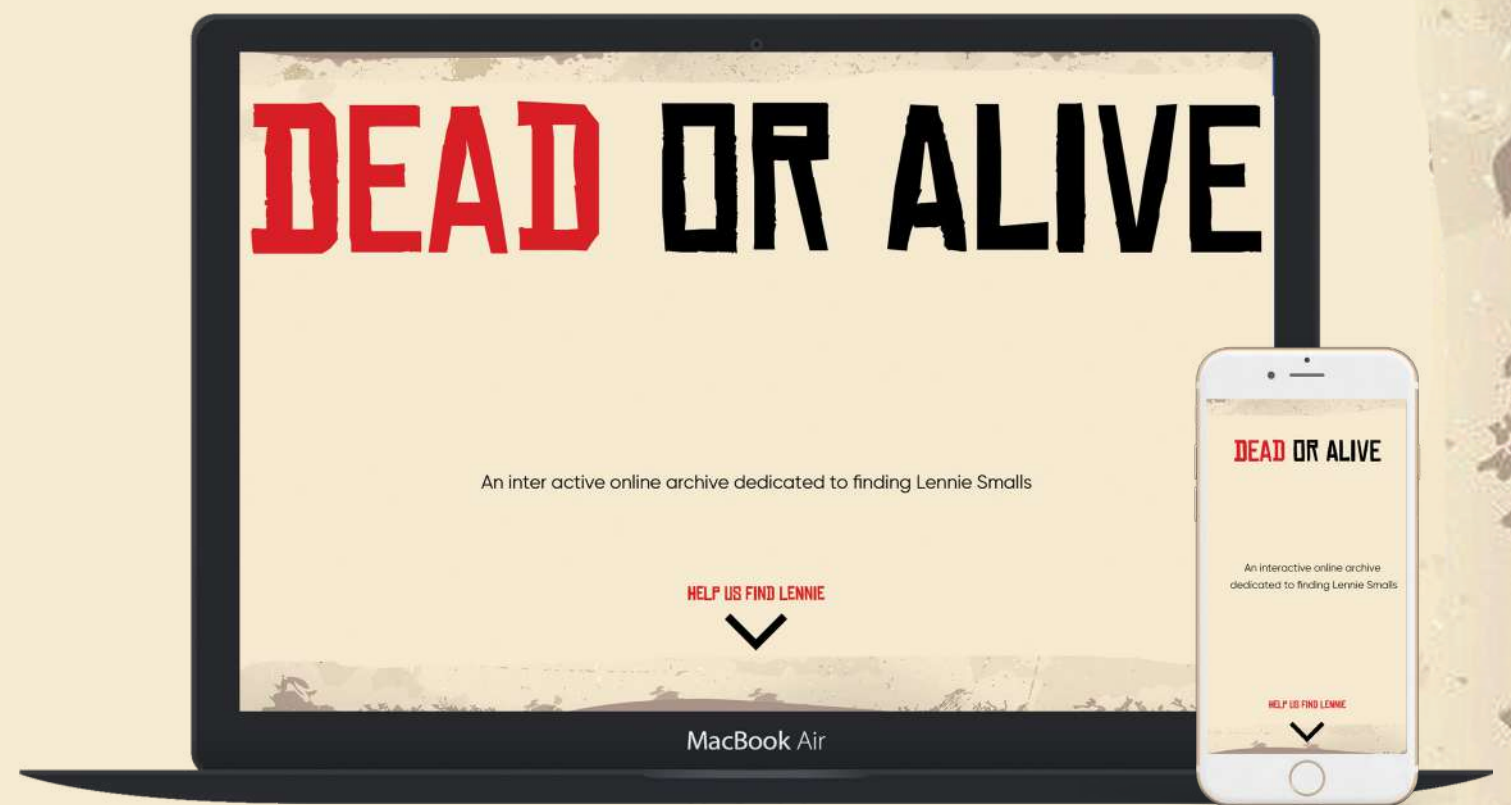 DEAD OR ALIVE
An inter active online archive dedicated to finding Lennie Smalls
HELP US FIND LENNIE
MacBook Air
DEAD OR ALIVE
An interactive online archive
dedicated to finding Lennie Smalls
HELP US FIND LENNIE